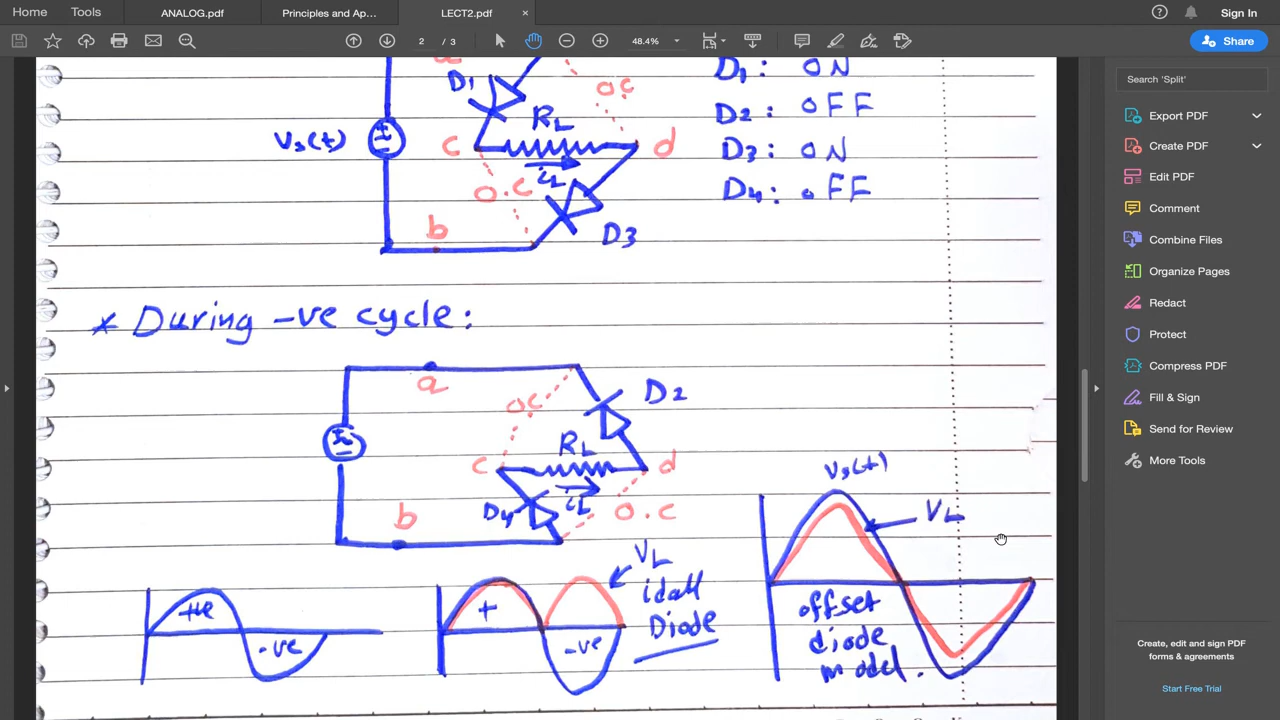 Home
Tools
ANALOG.pdf
Principles and Ap...
LECT2.pdf
×
Sign In
2 / 3
48.4%
Share
Search 'Split'
Export PDF
Create PDF
Edit PDF
Comment
Combine Files
Organize Pages
Redact
Protect
Compress PDF
Fill & Sign
Send for Review
More Tools
Create, edit and sign PDF
forms & agreements
Start Free Trial
D1
oc
D1: ON
D2: OFF
D3: ON
D4: OFF
Vs(t)
RL
c
d
iL
o.c
b
D3
* During -ve cycle:
a
D2
oc
RL
c
d
D4
iL
o.c
b
+ve
-ve
+
-ve
VL
idall
Diode
Vs(t)
VL
offset
diode
model.